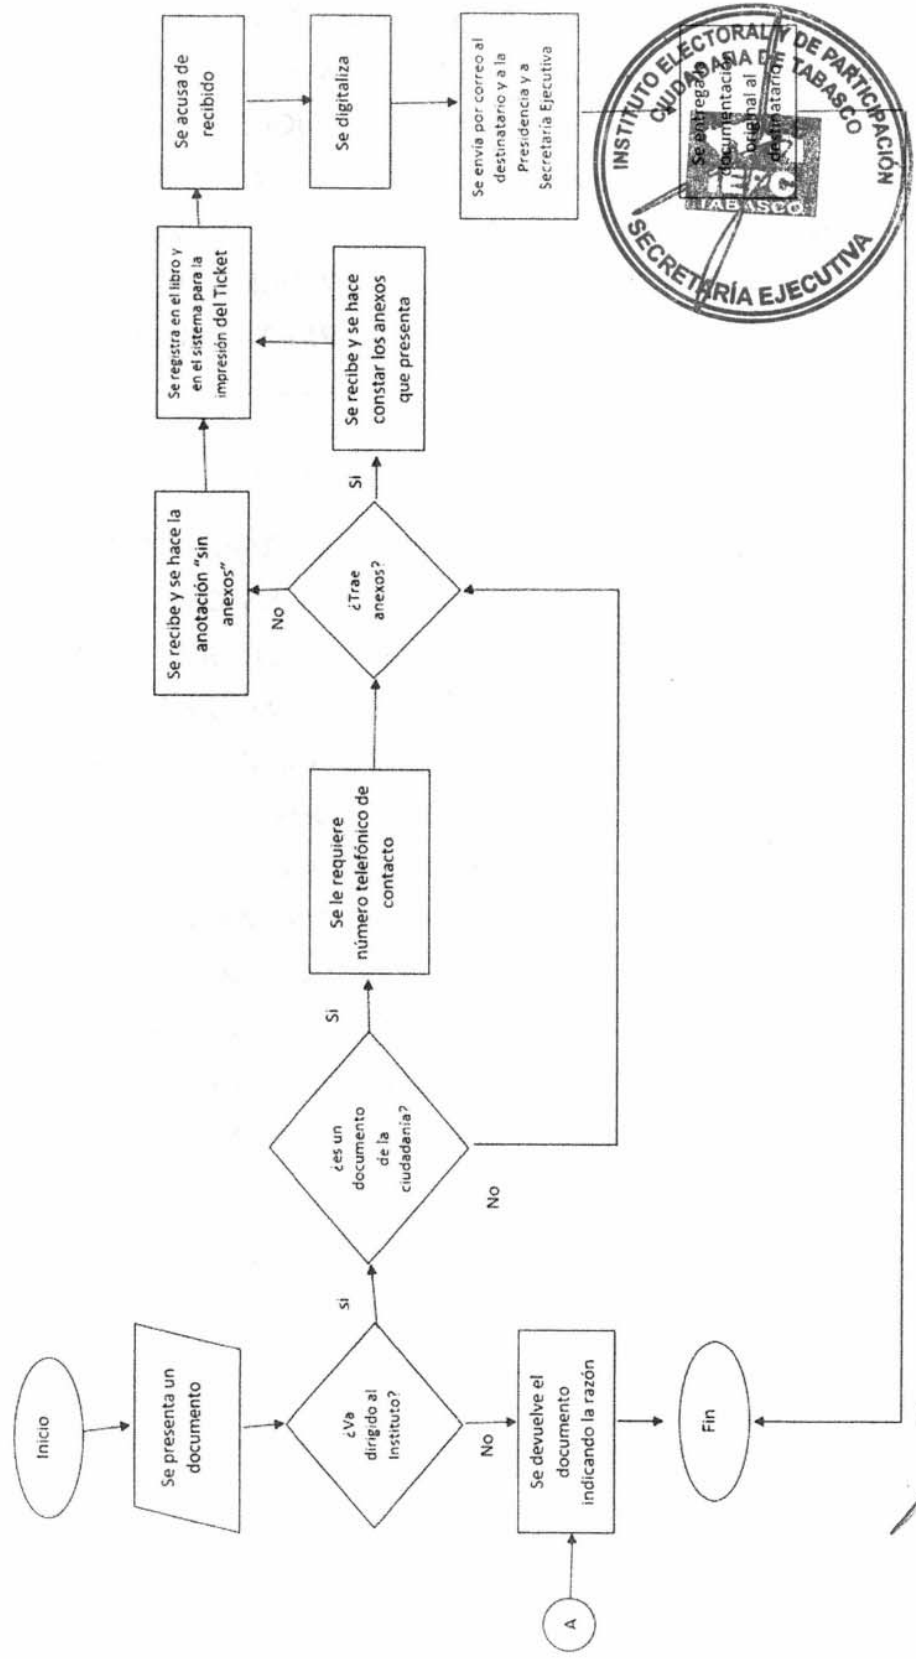 Inicio
Se presenta un
documento
¿Va
dirigido al
Instituto?
si
No
Se devuelve el
documento
indicando la razón
A
Fin
¿es un
documento
de la
ciudadanía?
Si
No
Se le requiere
número telefónico de
contacto
¿Trae
anexos?
No
Si
Se recibe y se hace la
anotación "sin
anexos"
Se recibe y se hace
constar los anexos
que presenta
Se registra en el libro y
en el sistema para la
impresión del Ticket
Se acusa de
recibido
Se digitaliza
Se envía por correo al
destinatario y a la
Presidencia y a
Secretaría Ejecutiva
Se entrega la
documentación
original al
destinatario
INSTITUTO ELECTORAL Y DE PARTICIPACIÓN
CIUDADANA DE TABASCO
TABASCO
SECRETARÍA EJECUTIVA